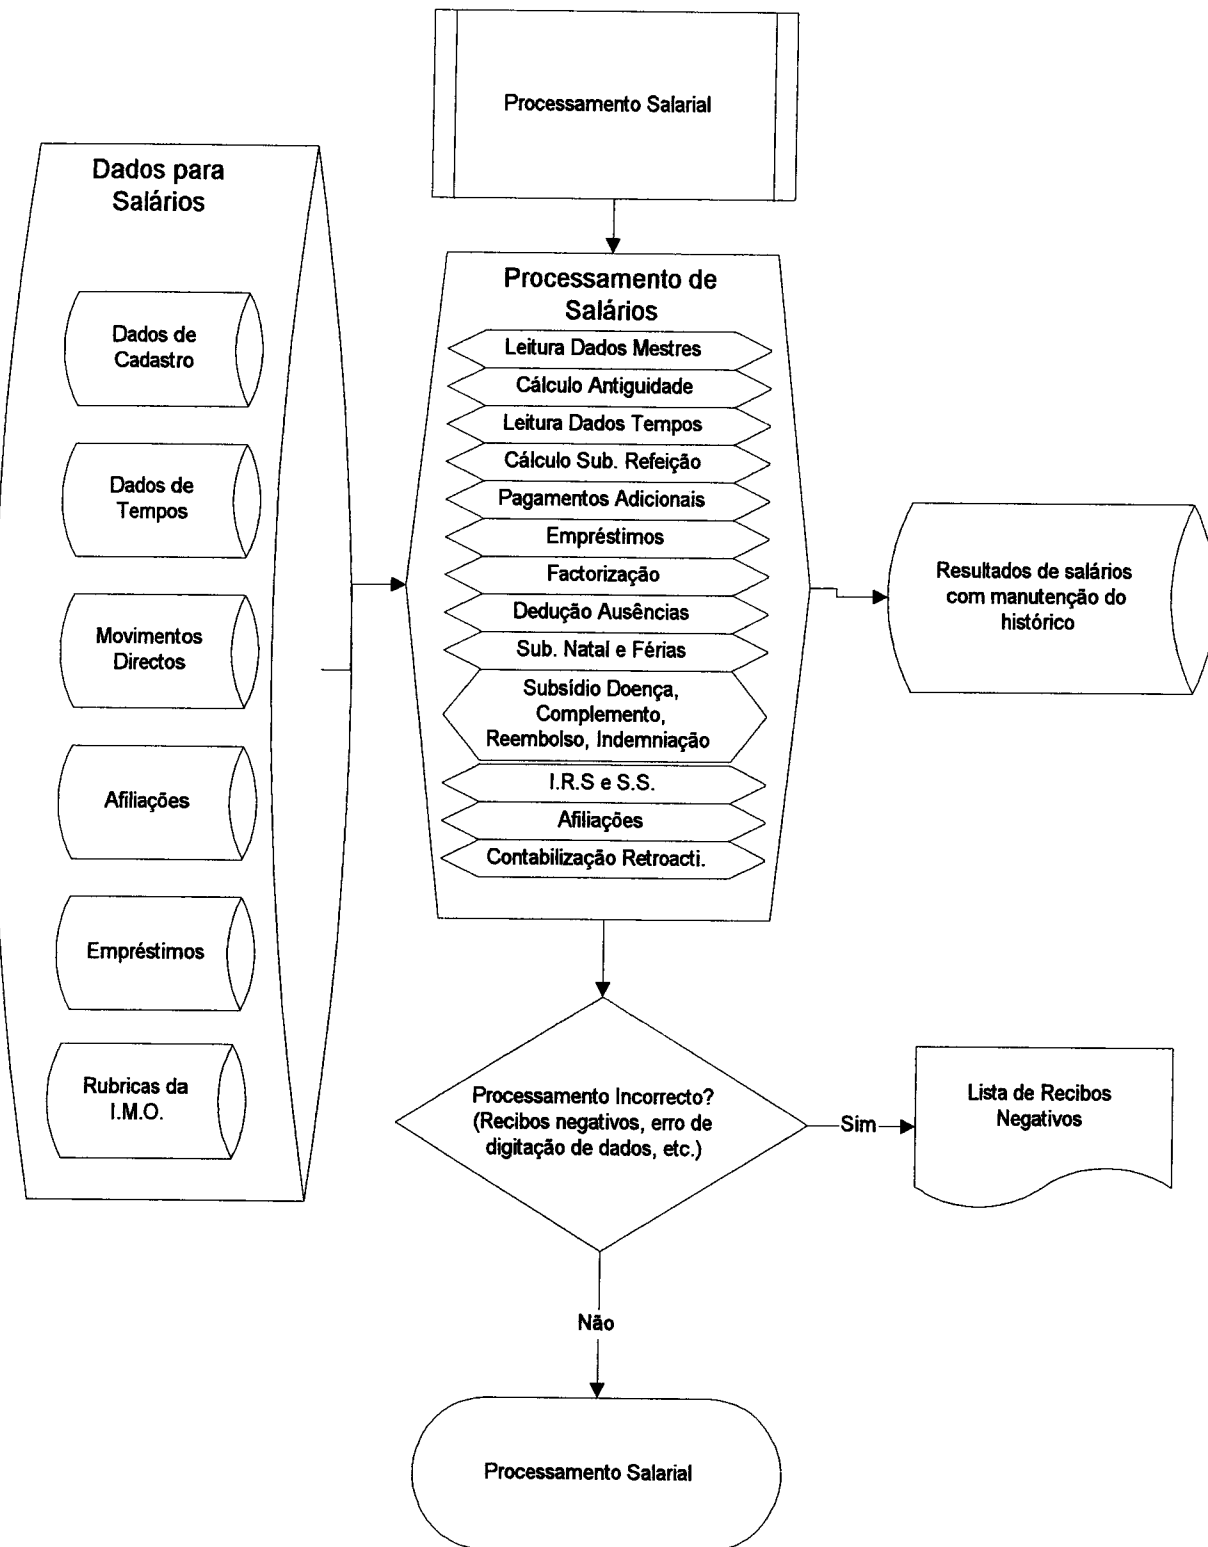 Processamento Salarial
Dados para
Salários
Dados de
Cadastro
Dados de
Tempos
Movimentos
Directos
Afiliações
Empréstimos
Rubricas da
I.M.O.
Processamento de
Salários
Leitura Dados Mestres
Cálculo Antiguidade
Leitura Dados Tempos
Cálculo Sub. Refeição
Pagamentos Adicionais
Empréstimos
Factorização
Dedução Ausências
Sub. Natal e Férias
Subsídio Doença,
Complemento,
Reembolso, Indemniação
I.R.S e S.S.
Afiliações
Contabilização Retroacti.
Resultados de salários
com manutenção do
histórico
Processamento Incorrecto?
(Recibos negativos, erro de
digitação de dados, etc.)
Sim
Lista de Recibos
Negativos
Não
Processamento Salarial